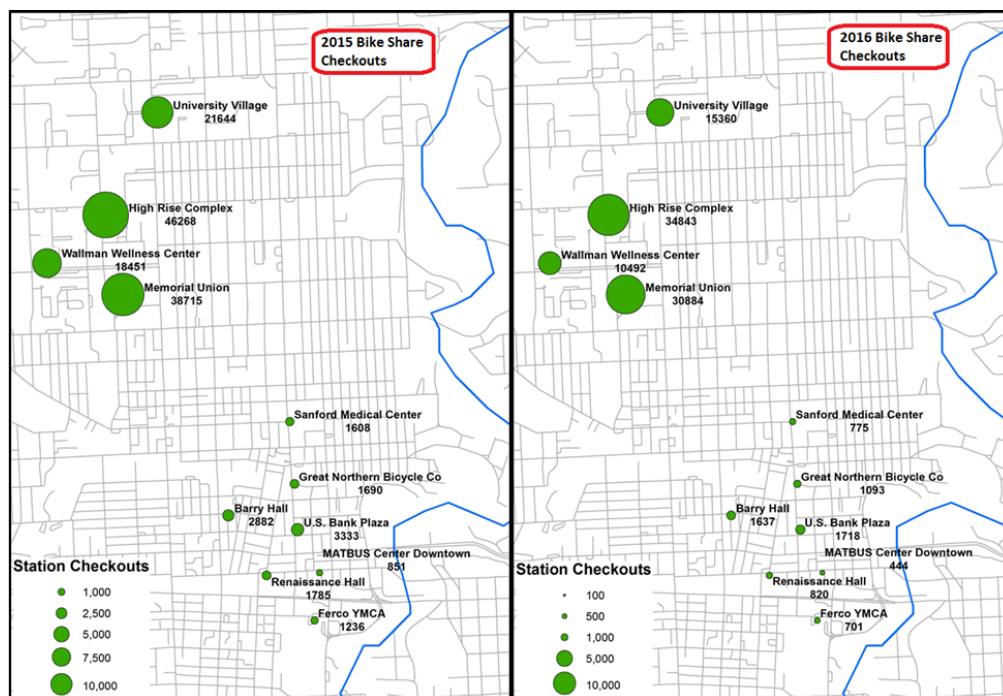 2015 Bike Share
Checkouts
University Village
21644
High Rise Complex
46268
Wallman Wellness Center
18451
Memorial Union
38715
Sanford Medical Center
1608
Great Northern Bicycle Co
1690
Barry Hall
2882
U.S. Bank Plaza
3333
MATBUS Center Downtown
851
Renaissance Hall
1785
Ferco YMCA
1236
Station Checkouts
1,000
2,500
5,000
7,500
10,000
2016 Bike Share
Checkouts
University Village
15360
High Rise Complex
34843
Wallman Wellness Center
10492
Memorial Union
30884
Sanford Medical Center
775
Great Northern Bicycle Co
1093
Barry Hall
1637
U.S. Bank Plaza
1718
MATBUS Center Downtown
444
Renaissance Hall
820
Ferco YMCA
701
Station Checkouts
100
500
1,000
5,000
10,000